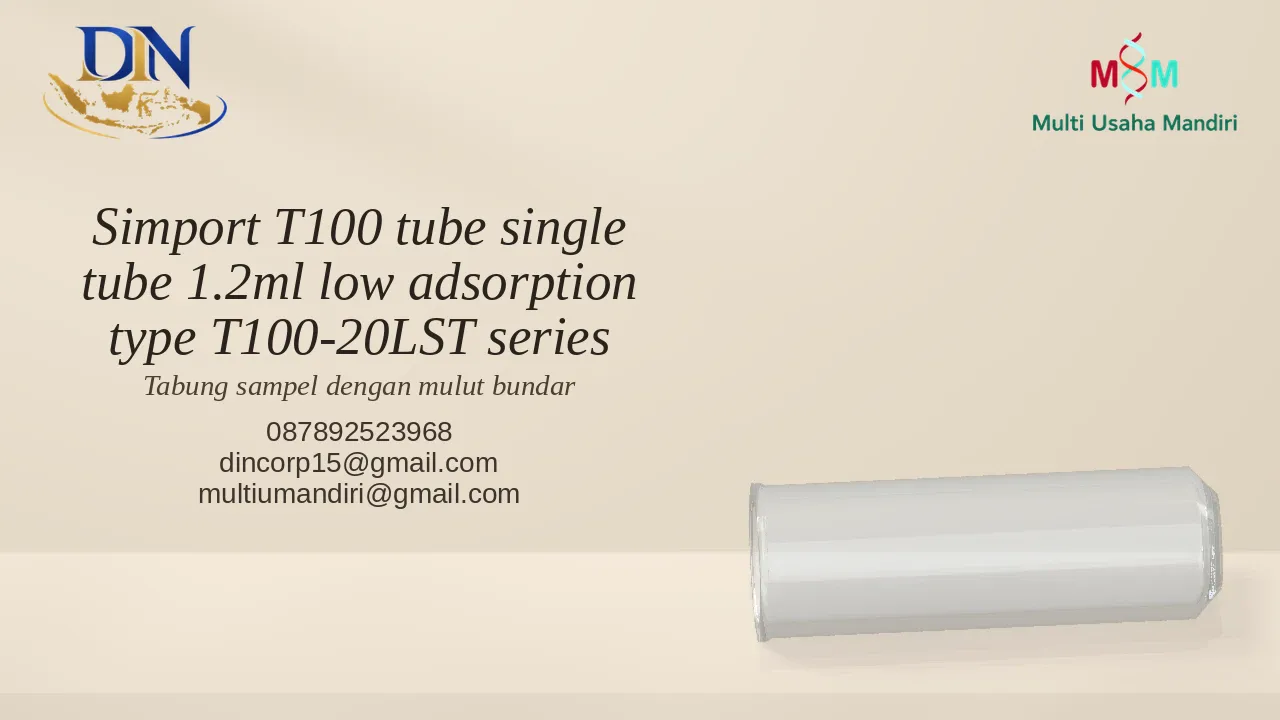 DIN
MSM
Multi Usaha Mandiri
Simport T100 tube single
tube 1.2ml low adsorption
type T100-20LST series
Tabung sampel dengan mulut bundar
087892523968
dincorp15@gmail.com
multiumandiri@gmail.com